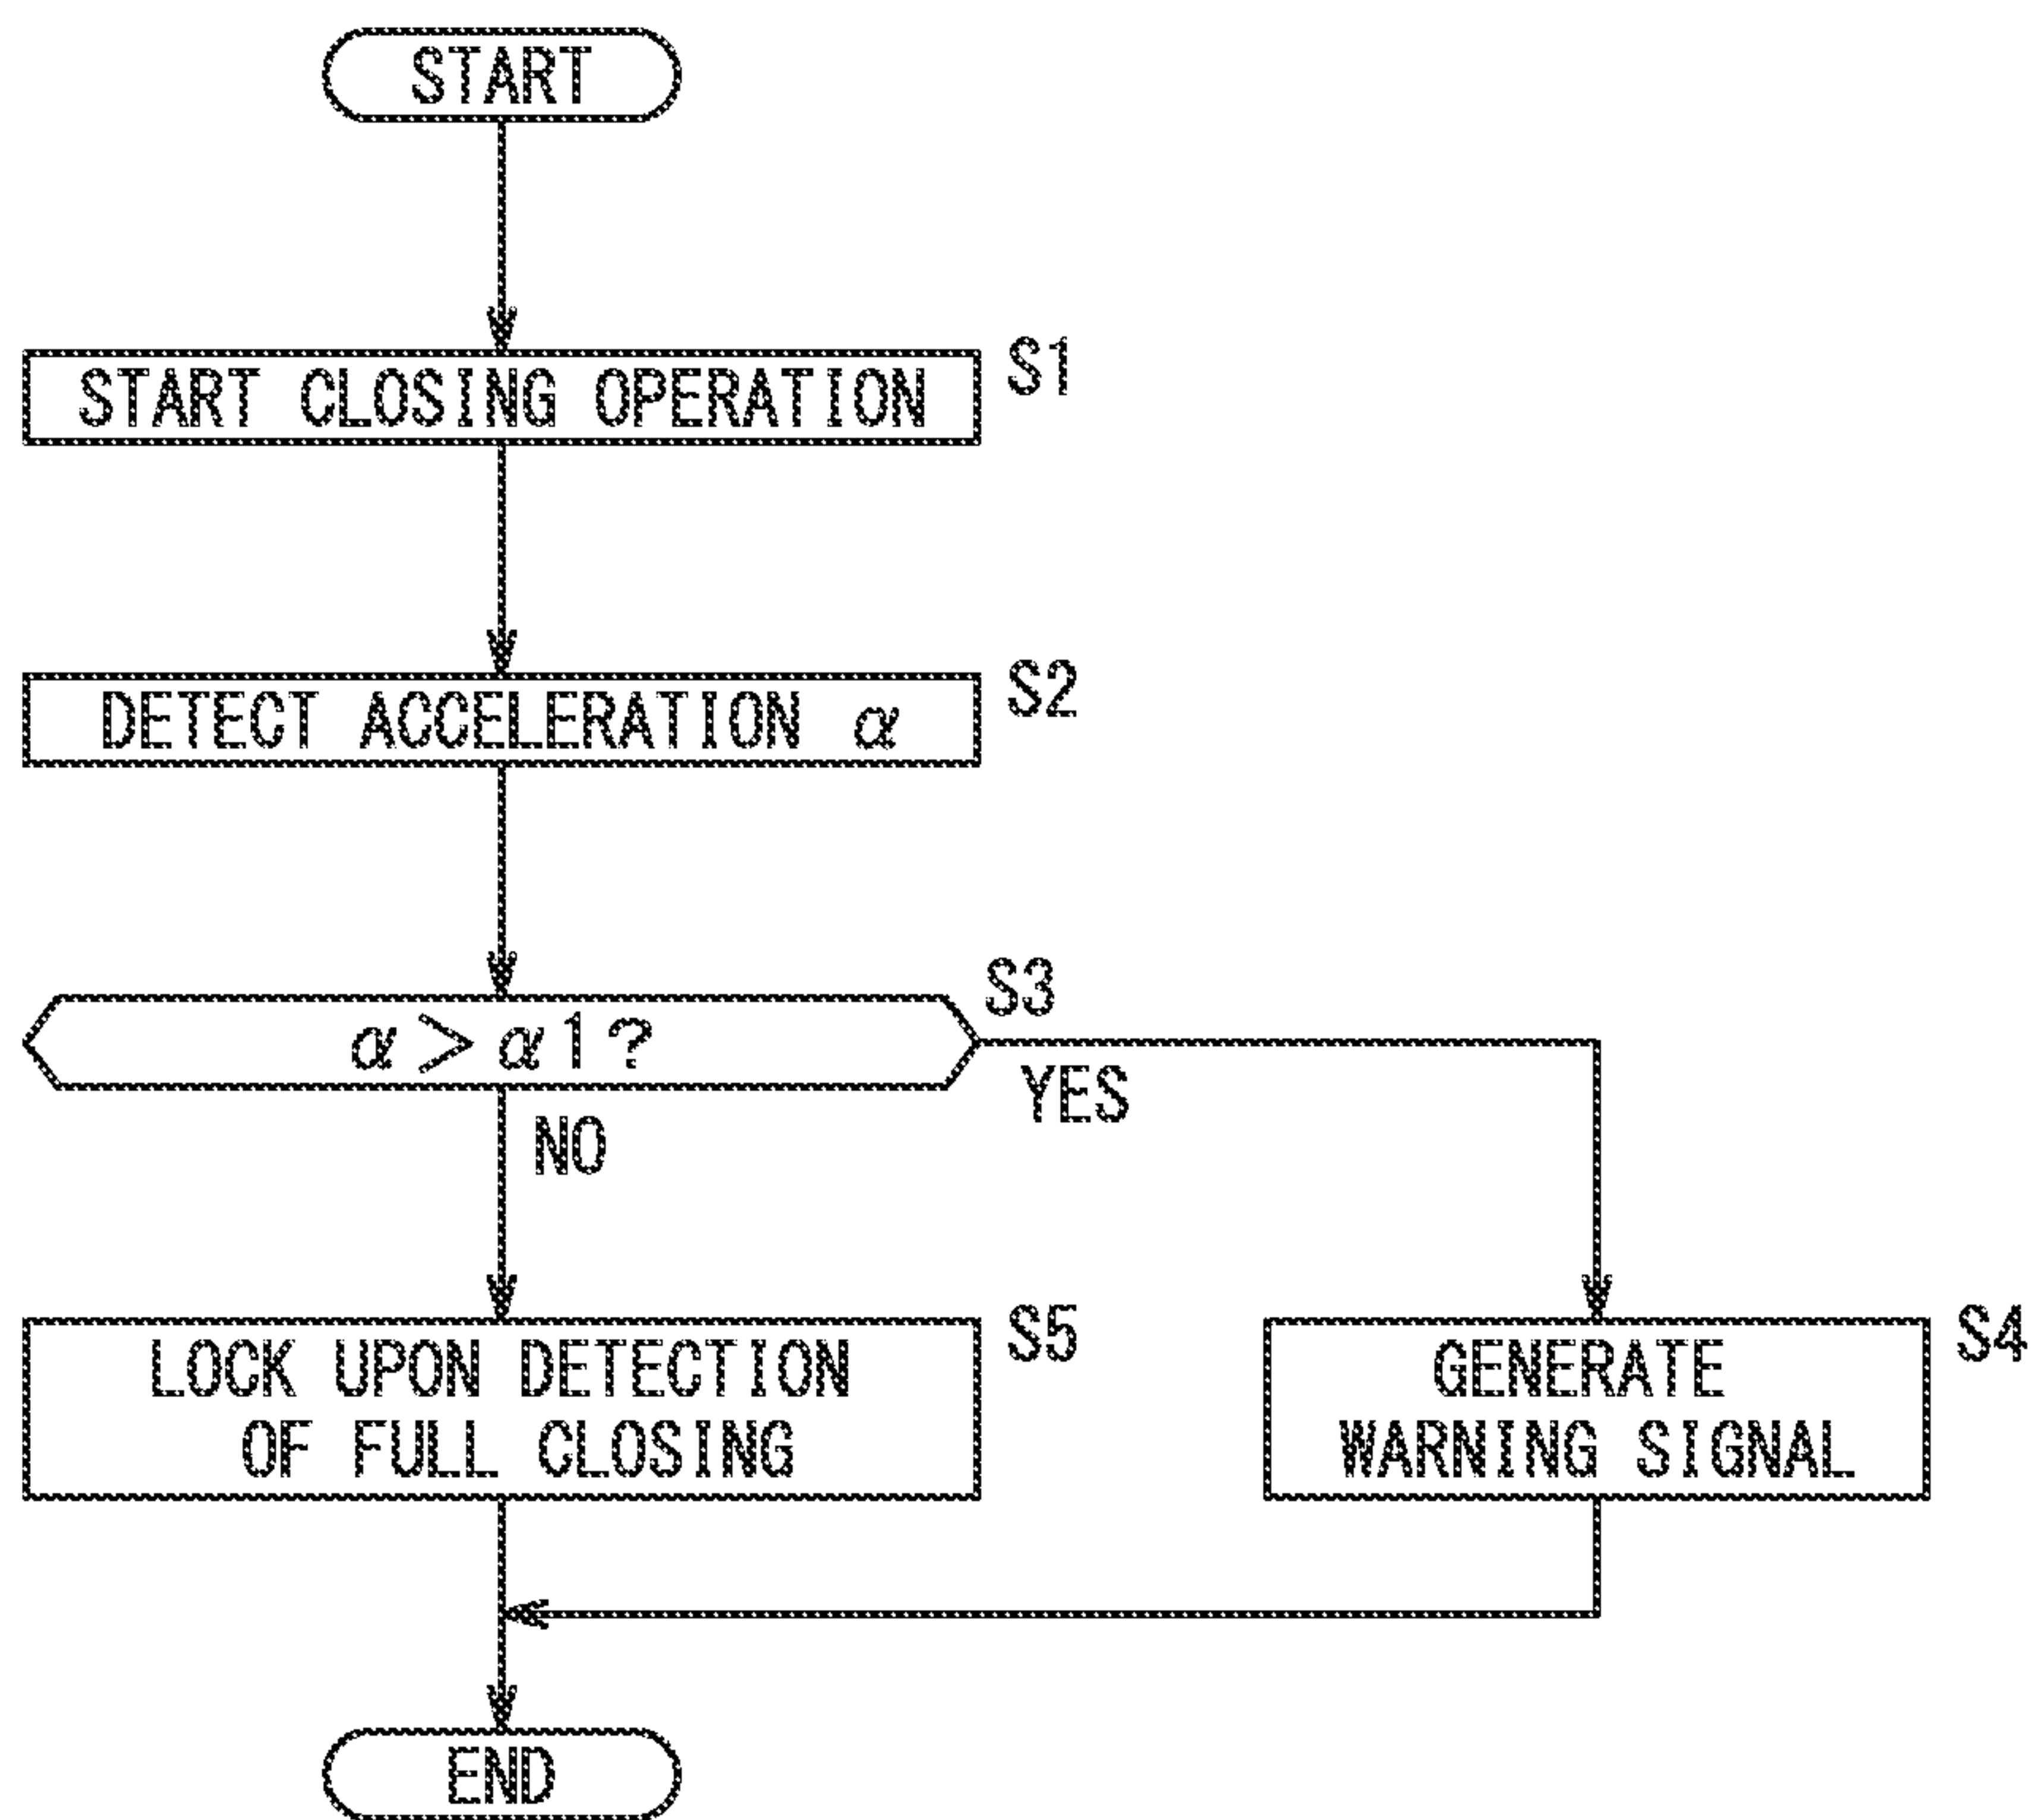 START
START CLOSING OPERATION
S1
DETECT ACCELERATION α
S2
α > α1?
S3
YES
NO
LOCK UPON DETECTION
OF FULL CLOSING
S5
GENERATE
WARNING SIGNAL
S4
END